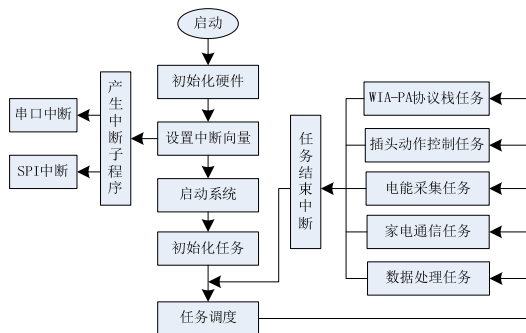 启动
初始化硬件
设置中断向量
启动系统
初始化任务
任务调度
产生中断子程序
串口中断
SPI中断
任务结束中断
WIA-PA协议栈任务
插头动作控制任务
电能采集任务
家电通信任务
数据处理任务